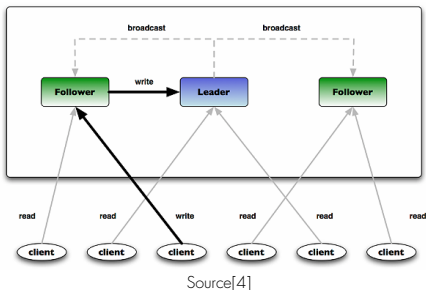 broadcast broadcast
write
Follower Leader Follower
read read write read read read
client client client client client client
Source[4]